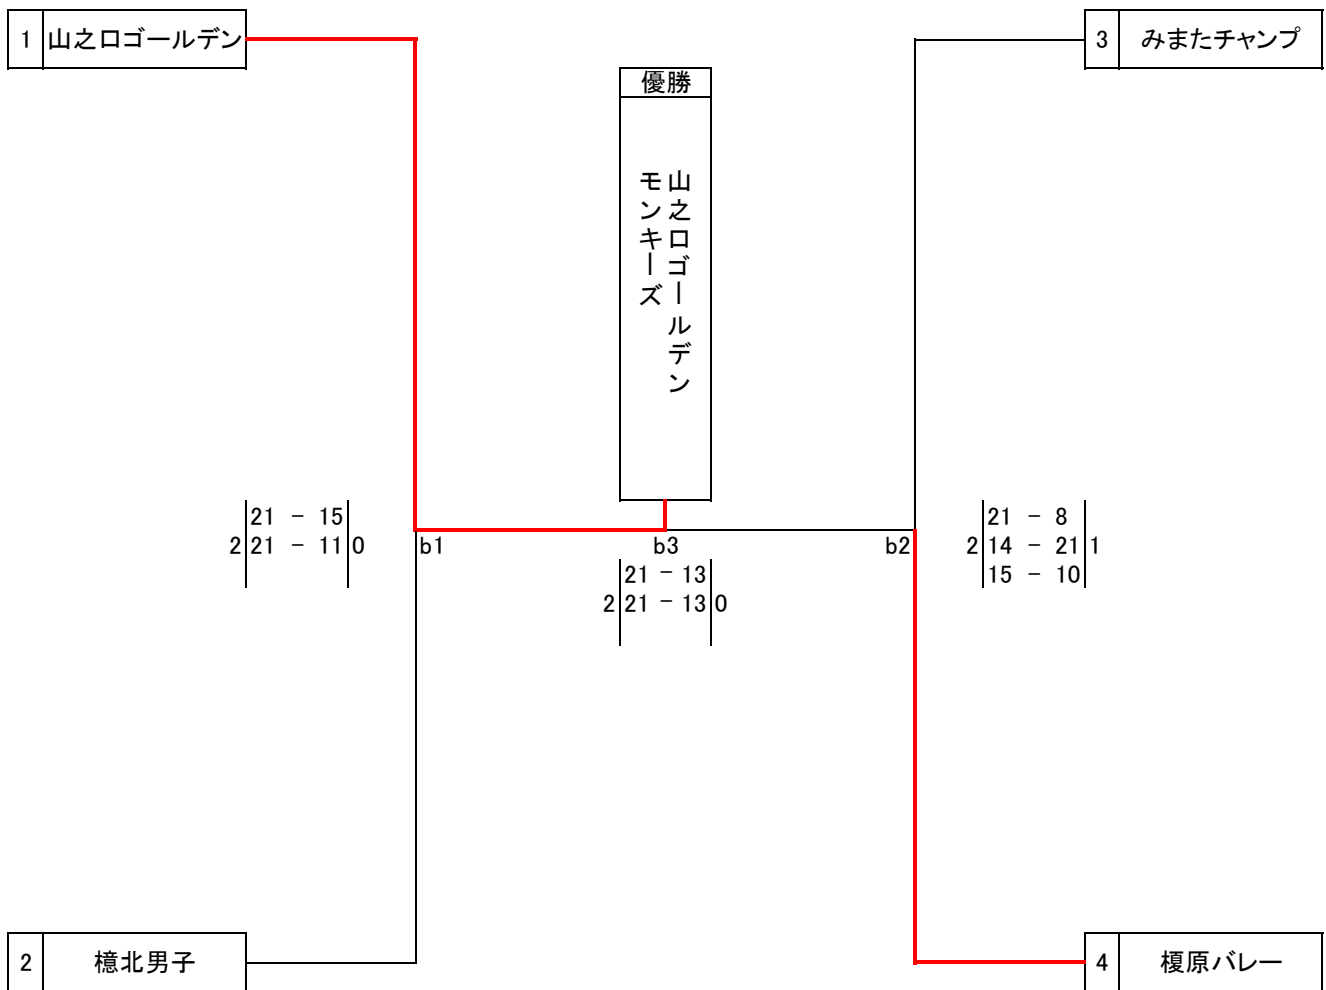 1 山之口ゴールデン
3 みまたチャンプ
優勝
山之口ゴールデン
モンキーズ
21 - 15
2 21 - 11 0
b1
b3
b2
21 - 8
2 14 - 21 1
15 - 10
21 - 13
2 21 - 13 0
2 檍北男子
4 榎原バレー